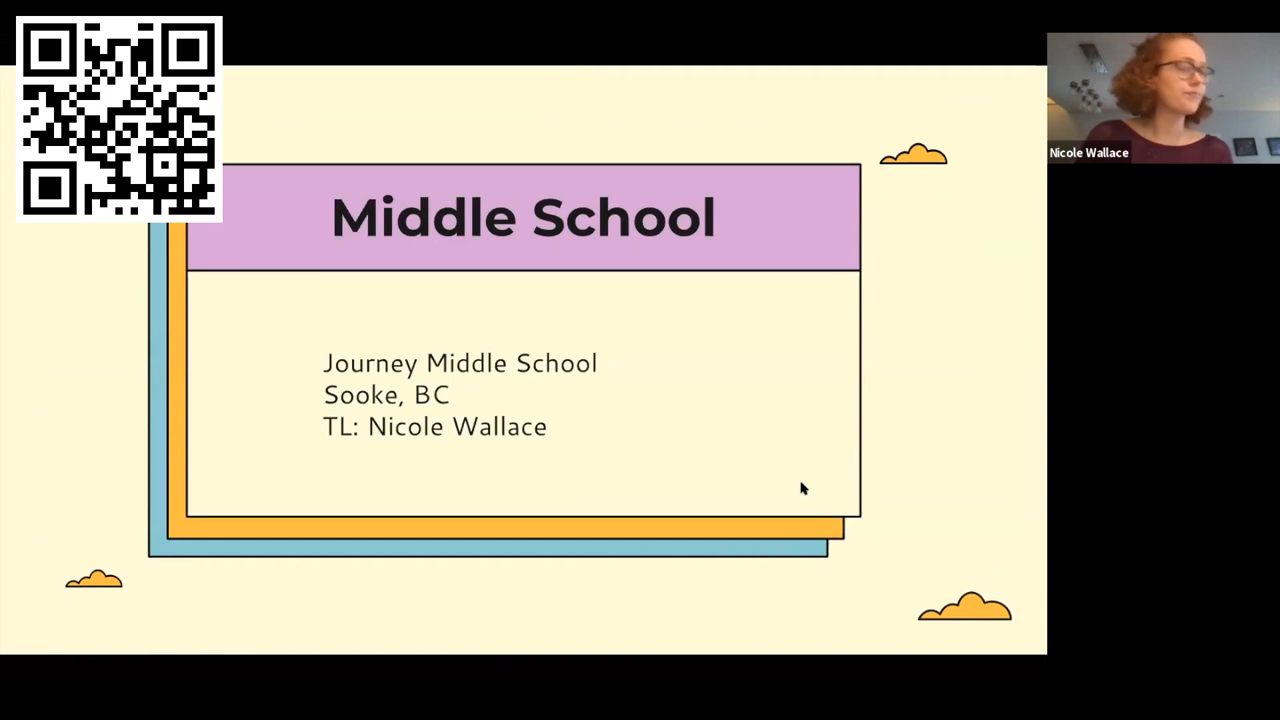 Middle School
Journey Middle School
Sooke, BC
TL: Nicole Wallace
Nicole Wallace